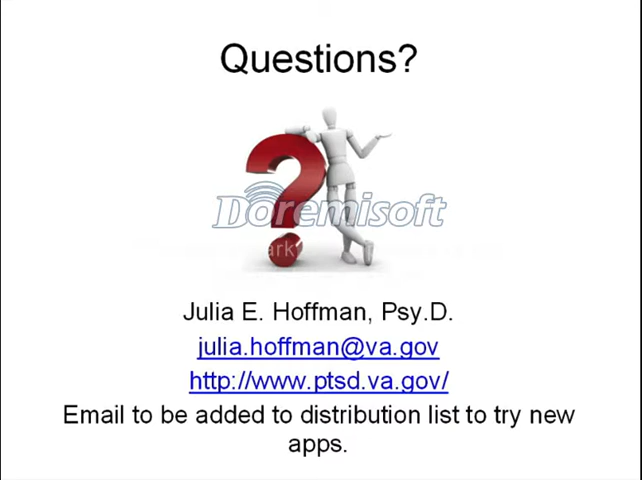 Questions?
Doremisoft
Julia E. Hoffman, Psy.D.
julia.hoffman@va.gov
http://www.ptsd.va.gov/
Email to be added to distribution list to try new
apps.